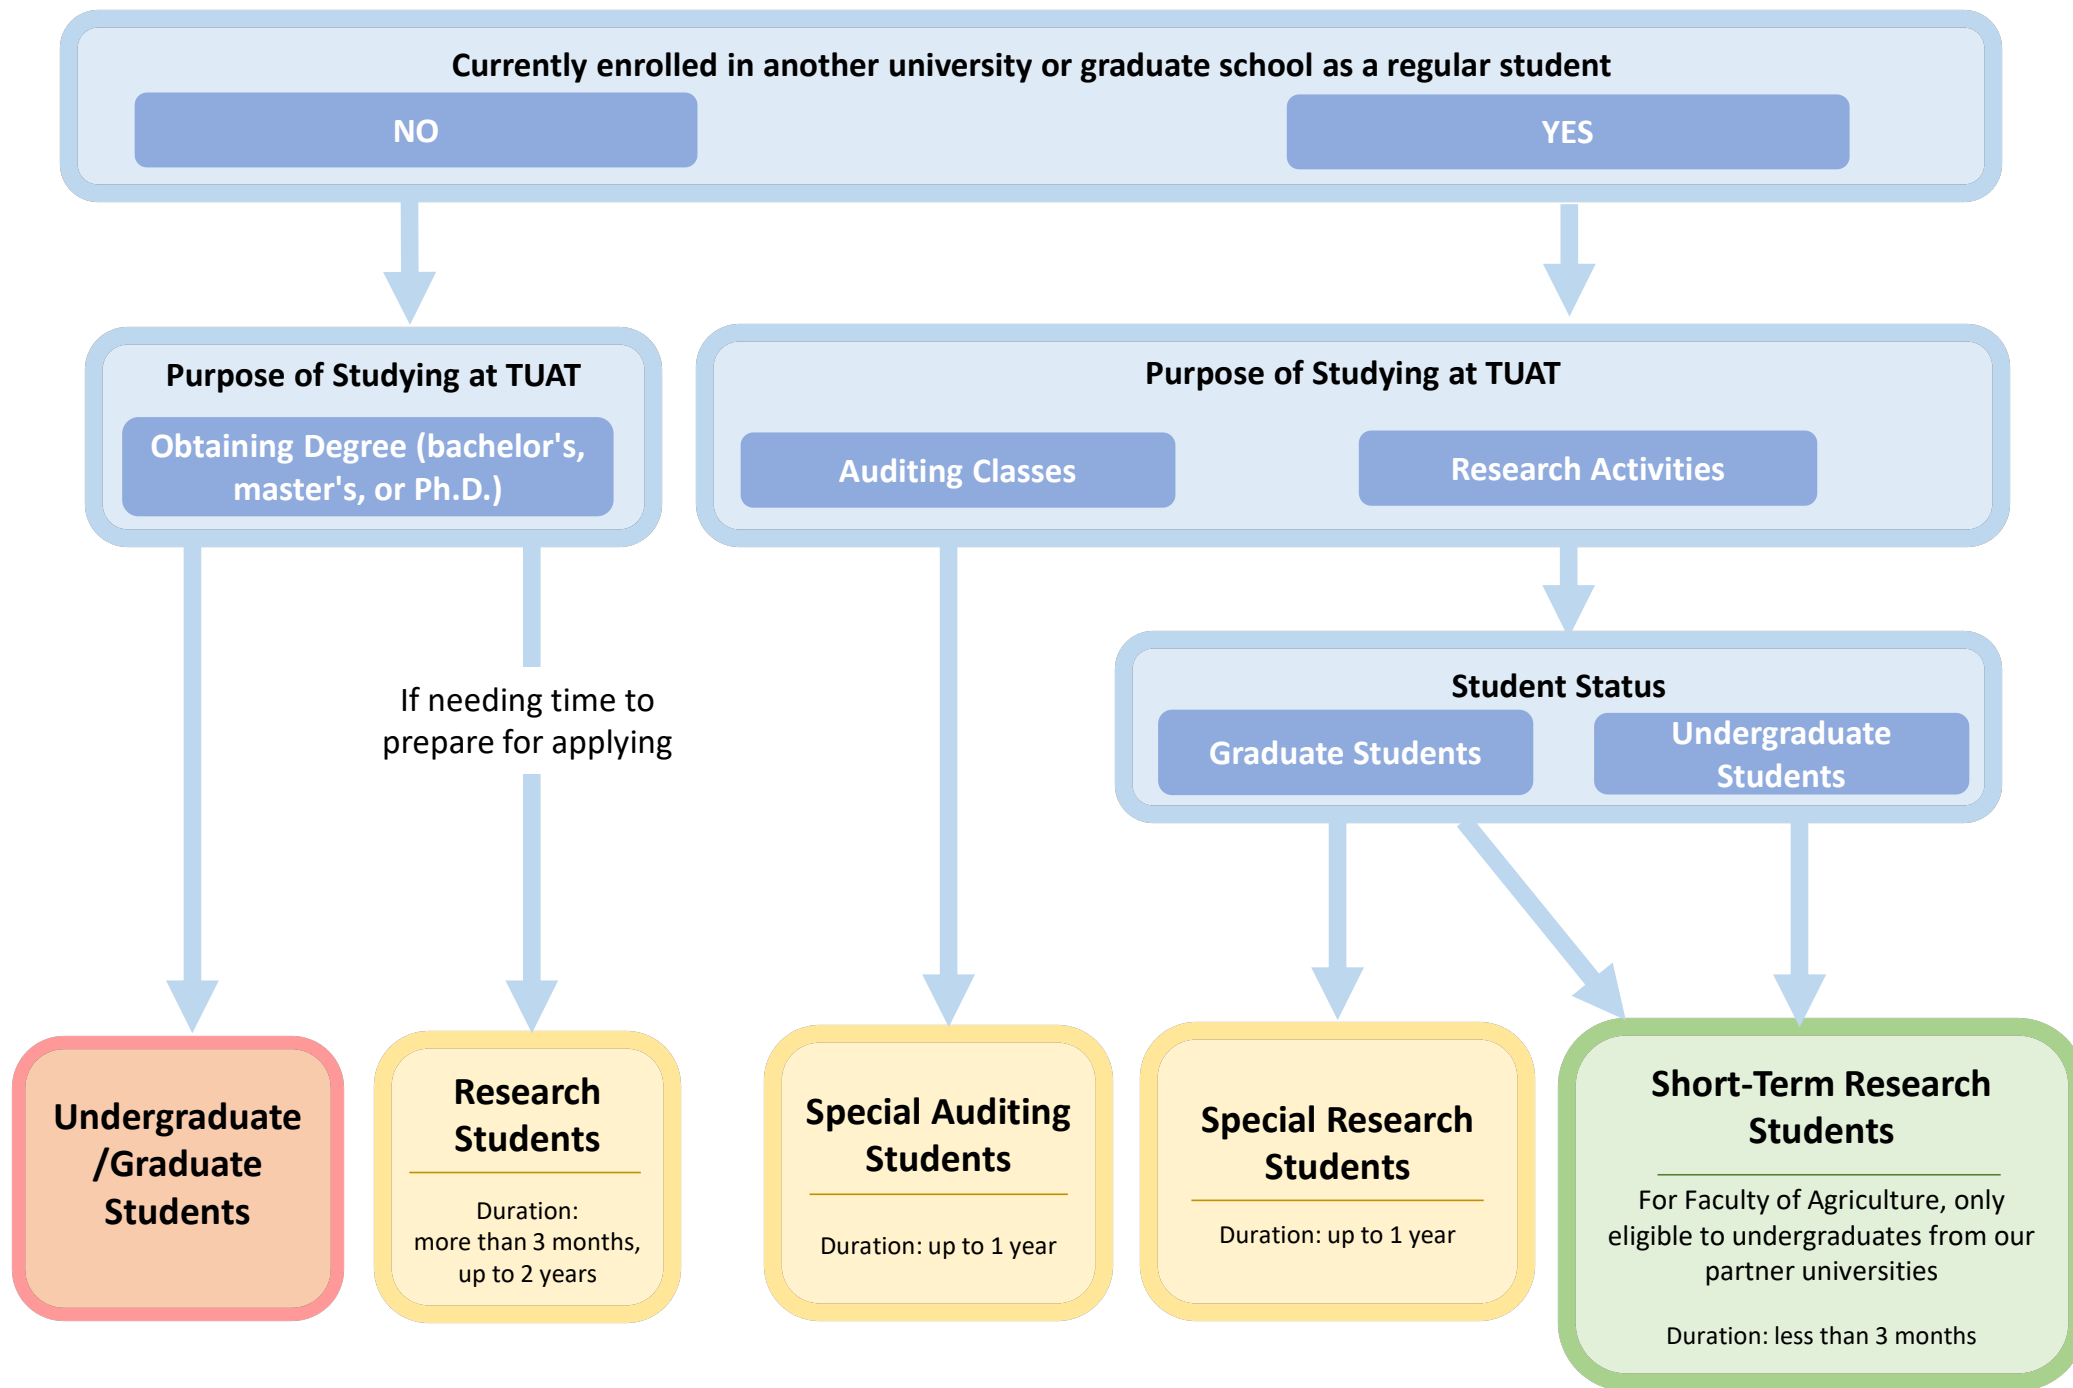 Currently enrolled in another university or graduate school as a regular student
NO
YES
Purpose of Studying at TUAT
Obtaining Degree (bachelor's,
master's, or Ph.D.)
Purpose of Studying at TUAT
Auditing Classes
Research Activities
If needing time to
prepare for applying
Student Status
Graduate Students
Undergraduate
Students
Undergraduate
/Graduate
Students
Research
Students
Duration:
more than 3 months,
up to 2 years
Special Auditing
Students
Duration: up to 1 year
Special Research
Students
Duration: up to 1 year
Short-Term Research
Students
For Faculty of Agriculture, only
eligible to undergraduates from our
partner universities
Duration: less than 3 months